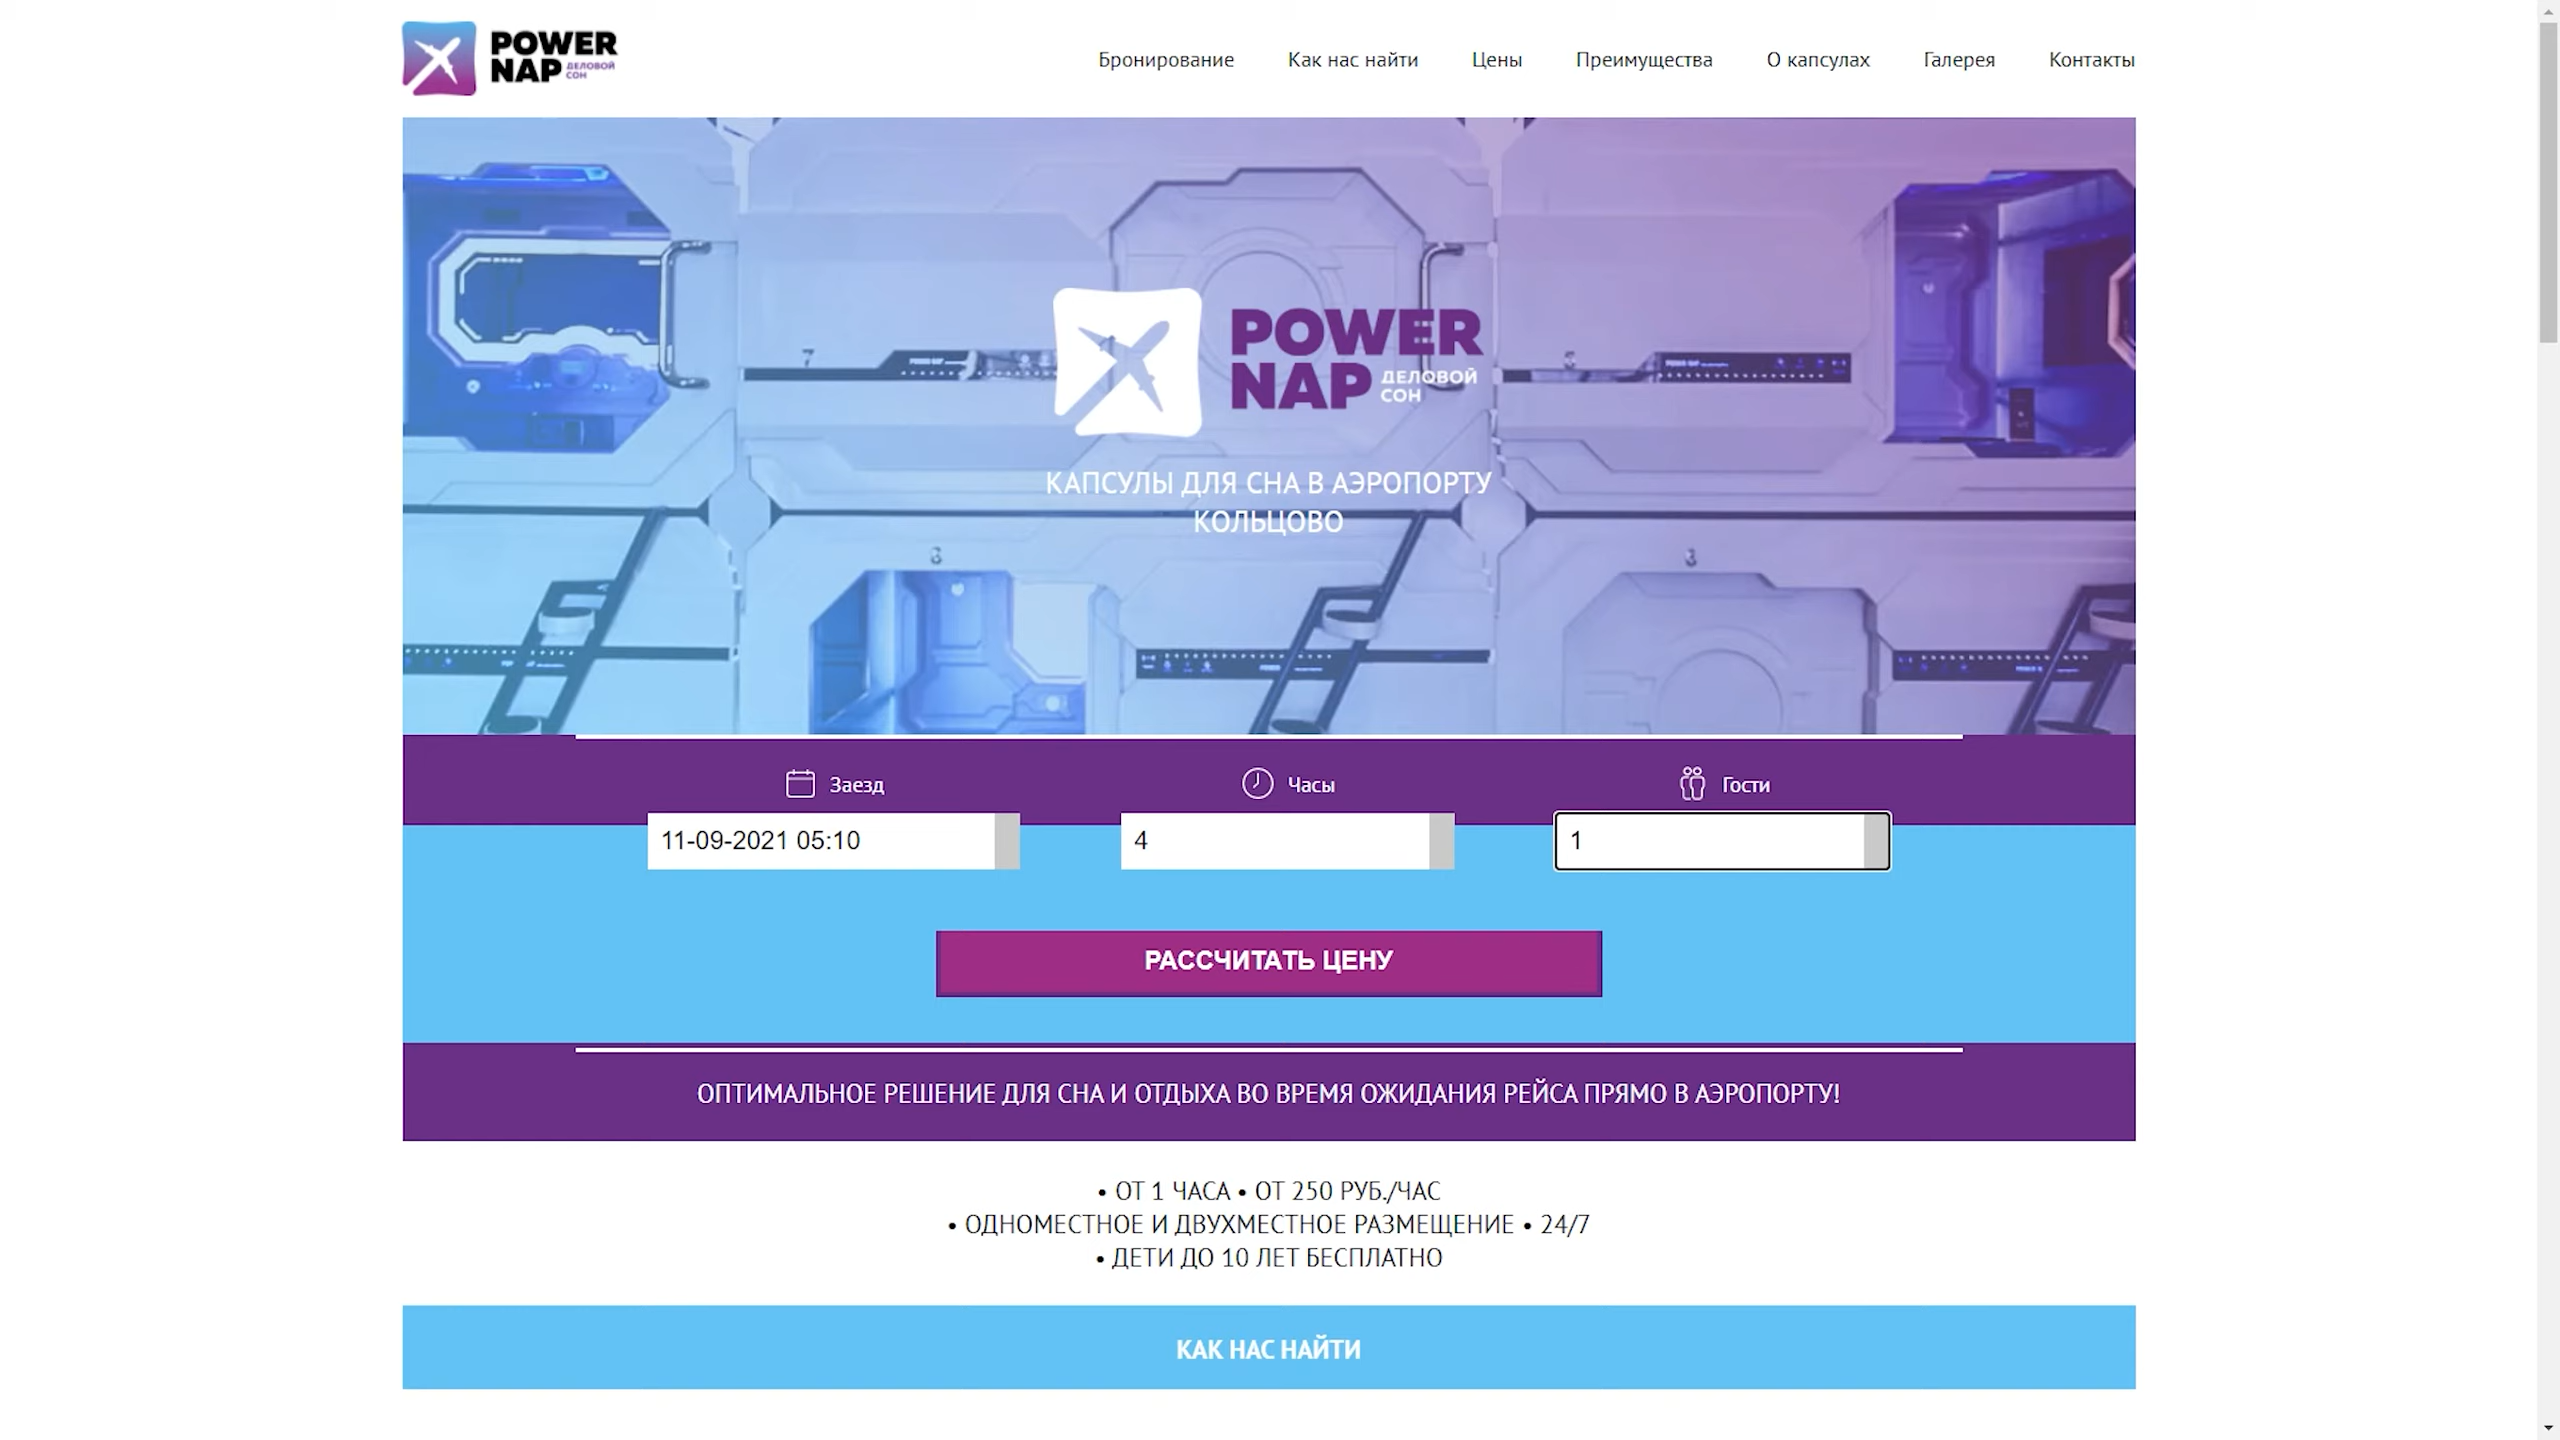 POWER
NAP ДЕЛОВОЙ
СОН
Бронирование
Как нас найти
Цены
Преимущества
О капсулах
Галерея
Контакты
POWER
NAP ДЕЛОВОЙ
СОН
КАПСУЛЫ ДЛЯ СНА В АЭРОПОРТУ
КОЛЬЦОВО
Заезд
Часы
Гости
11-09-2021 05:10
4
1
РАССЧИТАТЬ ЦЕНУ
ОПТИМАЛЬНОЕ РЕШЕНИЕ ДЛЯ СНА И ОТДЫХА ВО ВРЕМЯ ОЖИДАНИЯ РЕЙСА ПРЯМО В АЭРОПОРТУ!
• ОТ 1 ЧАСА • ОТ 250 РУБ./ЧАС
• ОДНОМЕСТНОЕ И ДВУХМЕСТНОЕ РАЗМЕЩЕНИЕ • 24/7
• ДЕТИ ДО 10 ЛЕТ БЕСПЛАТНО
КАК НАС НАЙТИ